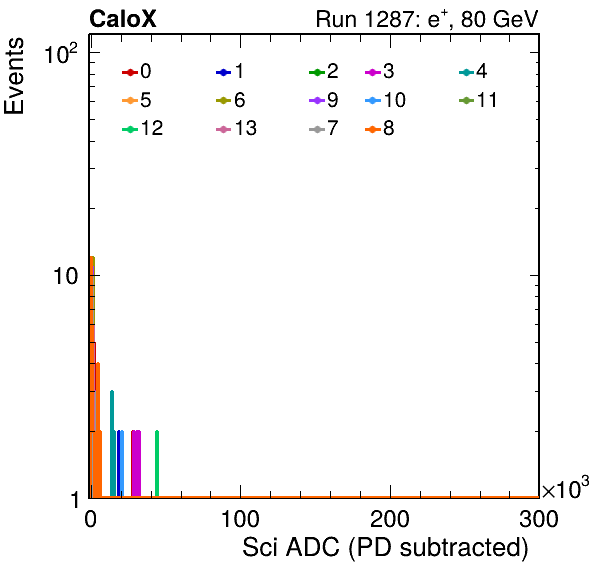 CaloX Run 1287: e⁺, 80 GeV
Events
10²
0 1 2 3 4
5 6 9 10 11
12 13 7 8
10
1
0 100 200 300
×10³
Sci ADC (PD subtracted)